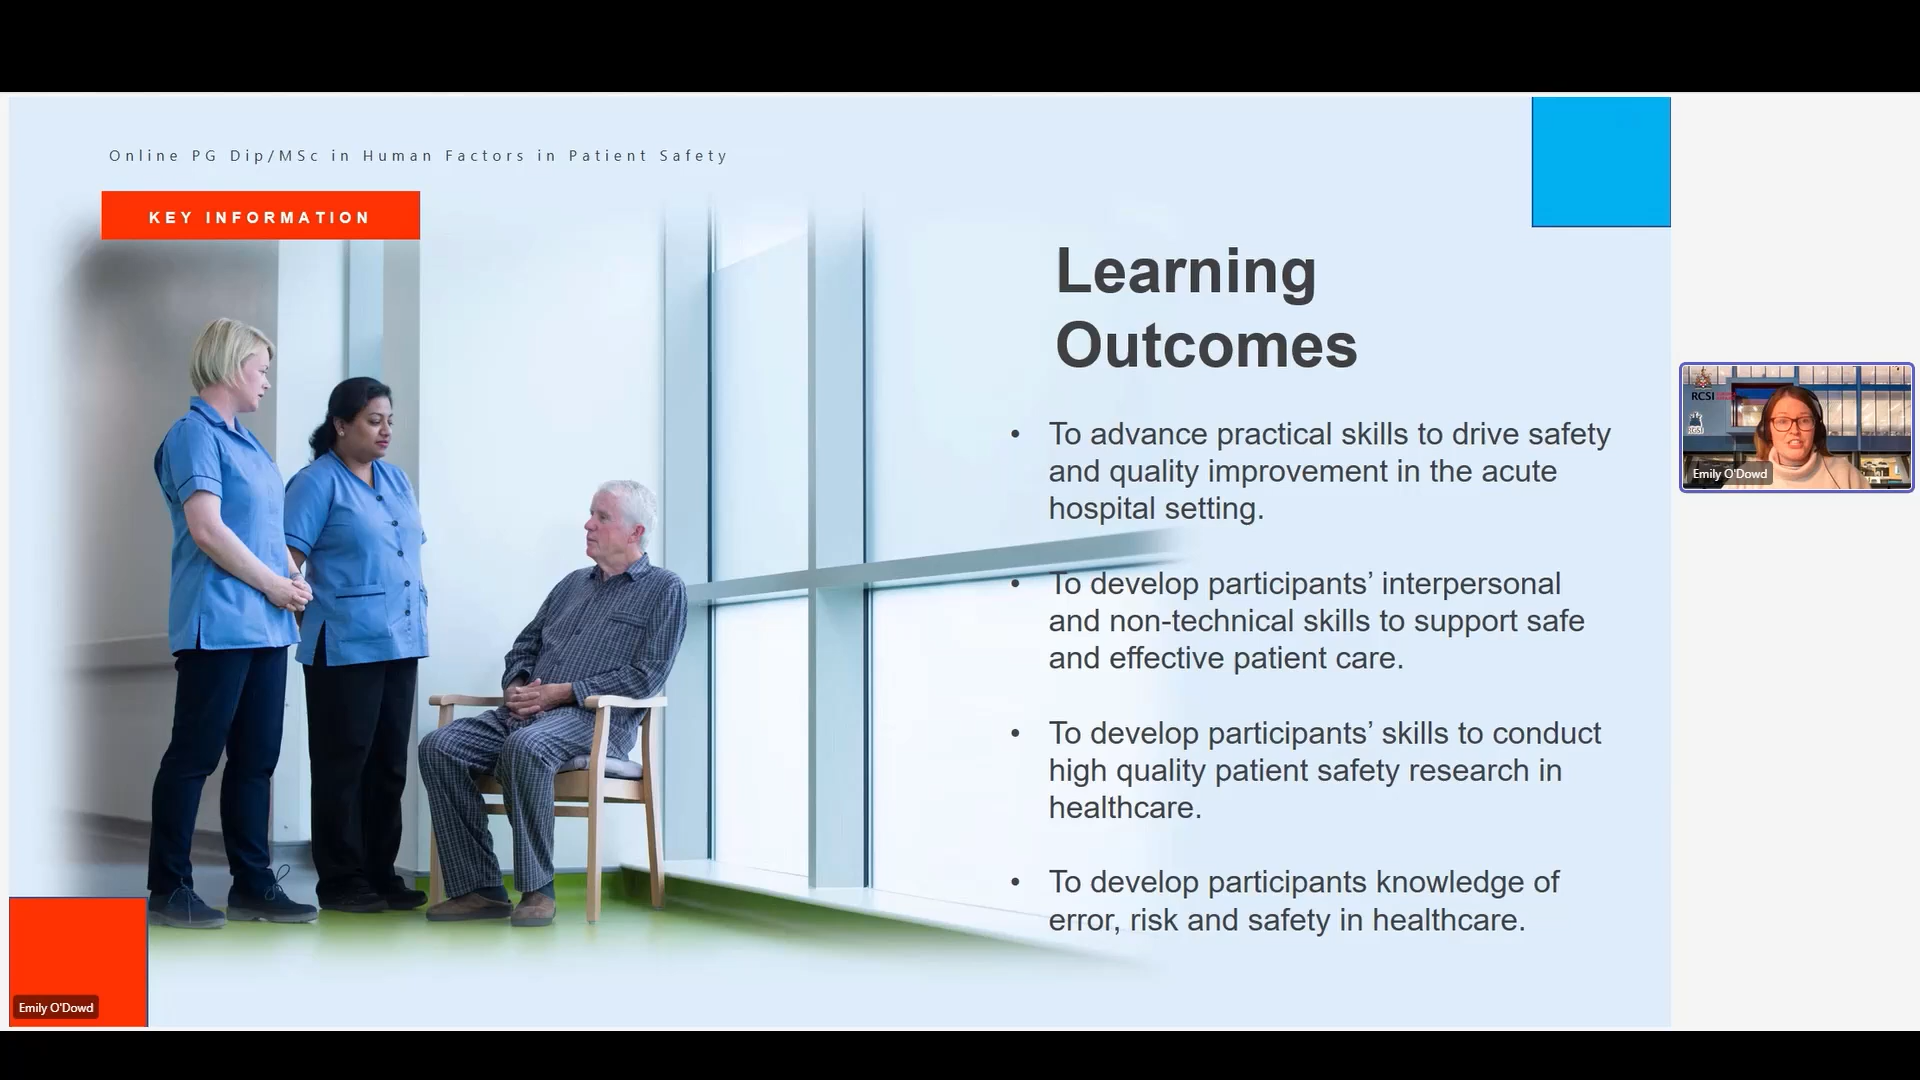 Online PG Dip/MSc in Human Factors in Patient Safety
KEY INFORMATION
Learning
Outcomes
• To advance practical skills to drive safety
and quality improvement in the acute
hospital setting.
• To develop participants’ interpersonal
and non-technical skills to support safe
and effective patient care.
• To develop participants’ skills to conduct
high quality patient safety research in
healthcare.
• To develop participants knowledge of
error, risk and safety in healthcare.
RCSI
Emily O'Dowd
Emily O'Dowd